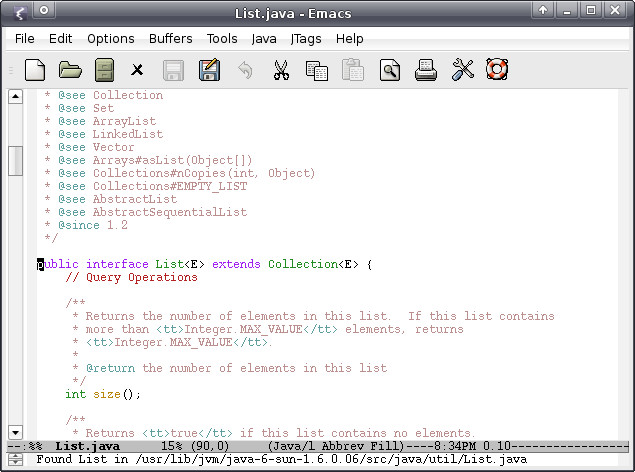 List.java - Emacs
File Edit Options Buffers Tools Java JTags Help
* @see Collection
* @see Set
* @see ArrayList
* @see LinkedList
* @see Vector
* @see Arrays#asList(Object[])
* @see Collections#nCopies(int, Object)
* @see Collections#EMPTY_LIST
* @see AbstractList
* @see AbstractSequentialList
* @since 1.2
*/
public interface List<E> extends Collection<E> {
// Query Operations
/**
* Returns the number of elements in this list.  If this list contains
* more than <tt>Integer.MAX_VALUE</tt> elements, returns
* <tt>Integer.MAX_VALUE</tt>.
*
* @return the number of elements in this list
*/
int size();
/**
* Returns <tt>true</tt> if this list contains no elements.
--:%% List.java 15% (90,0) (Java/l Abbrev Fill)----8:34PM 0.10-----------------
Found List in /usr/lib/jvm/java-6-sun-1.6.0.06/src/java/util/List.java